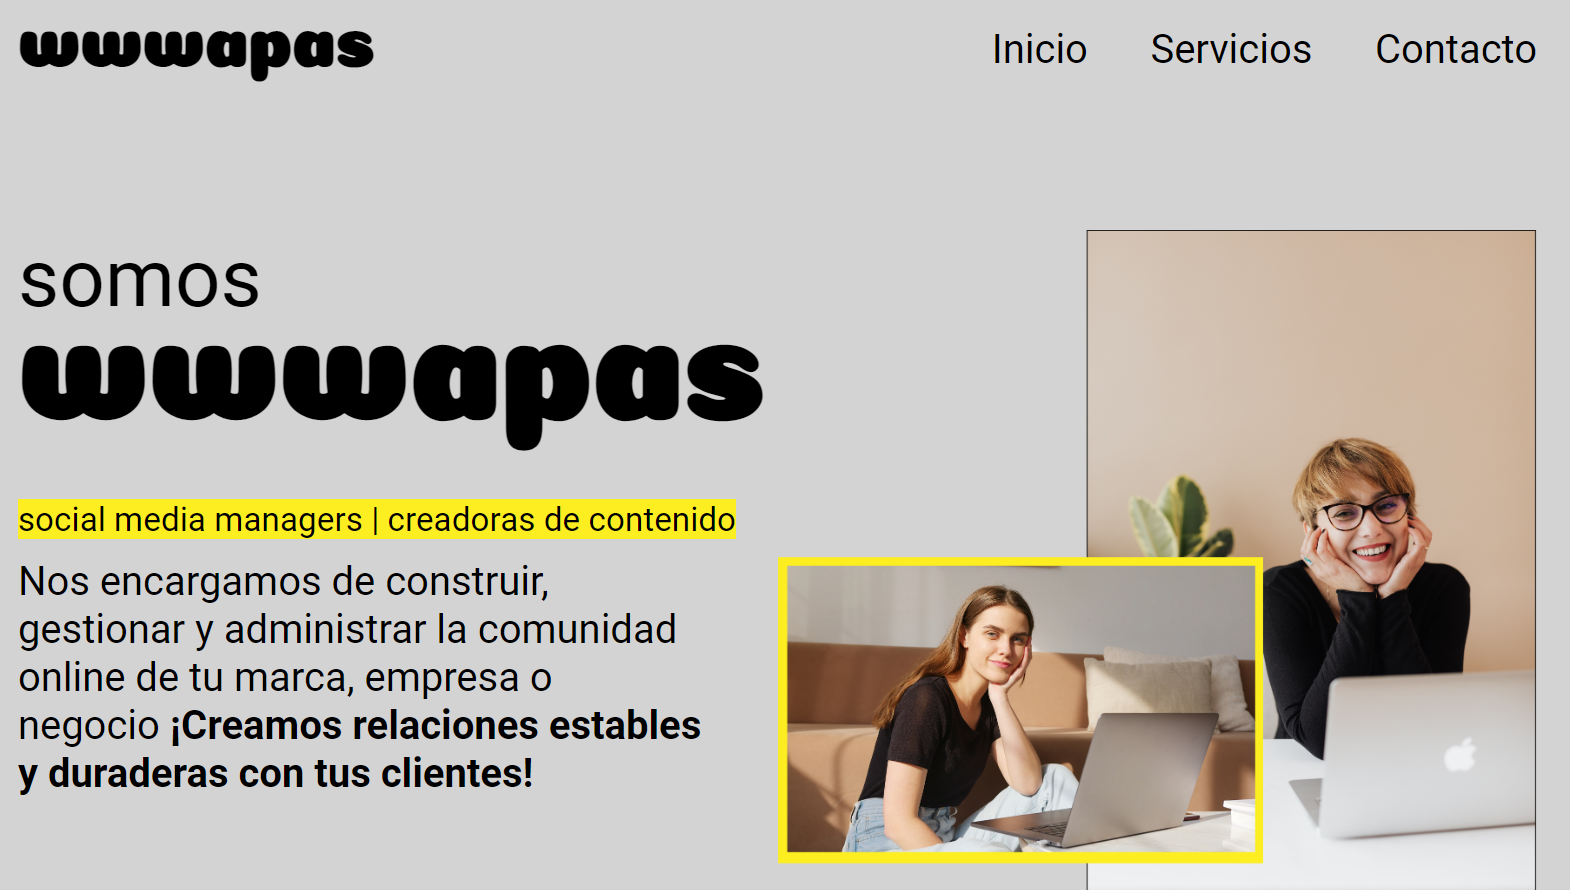 wwwapas
Inicio Servicios Contacto
somos
wwwapas
social media managers | creadoras de contenido
Nos encargamos de construir,
gestionar y administrar la comunidad
online de tu marca, empresa o
negocio ¡Creamos relaciones estables
y duraderas con tus clientes!